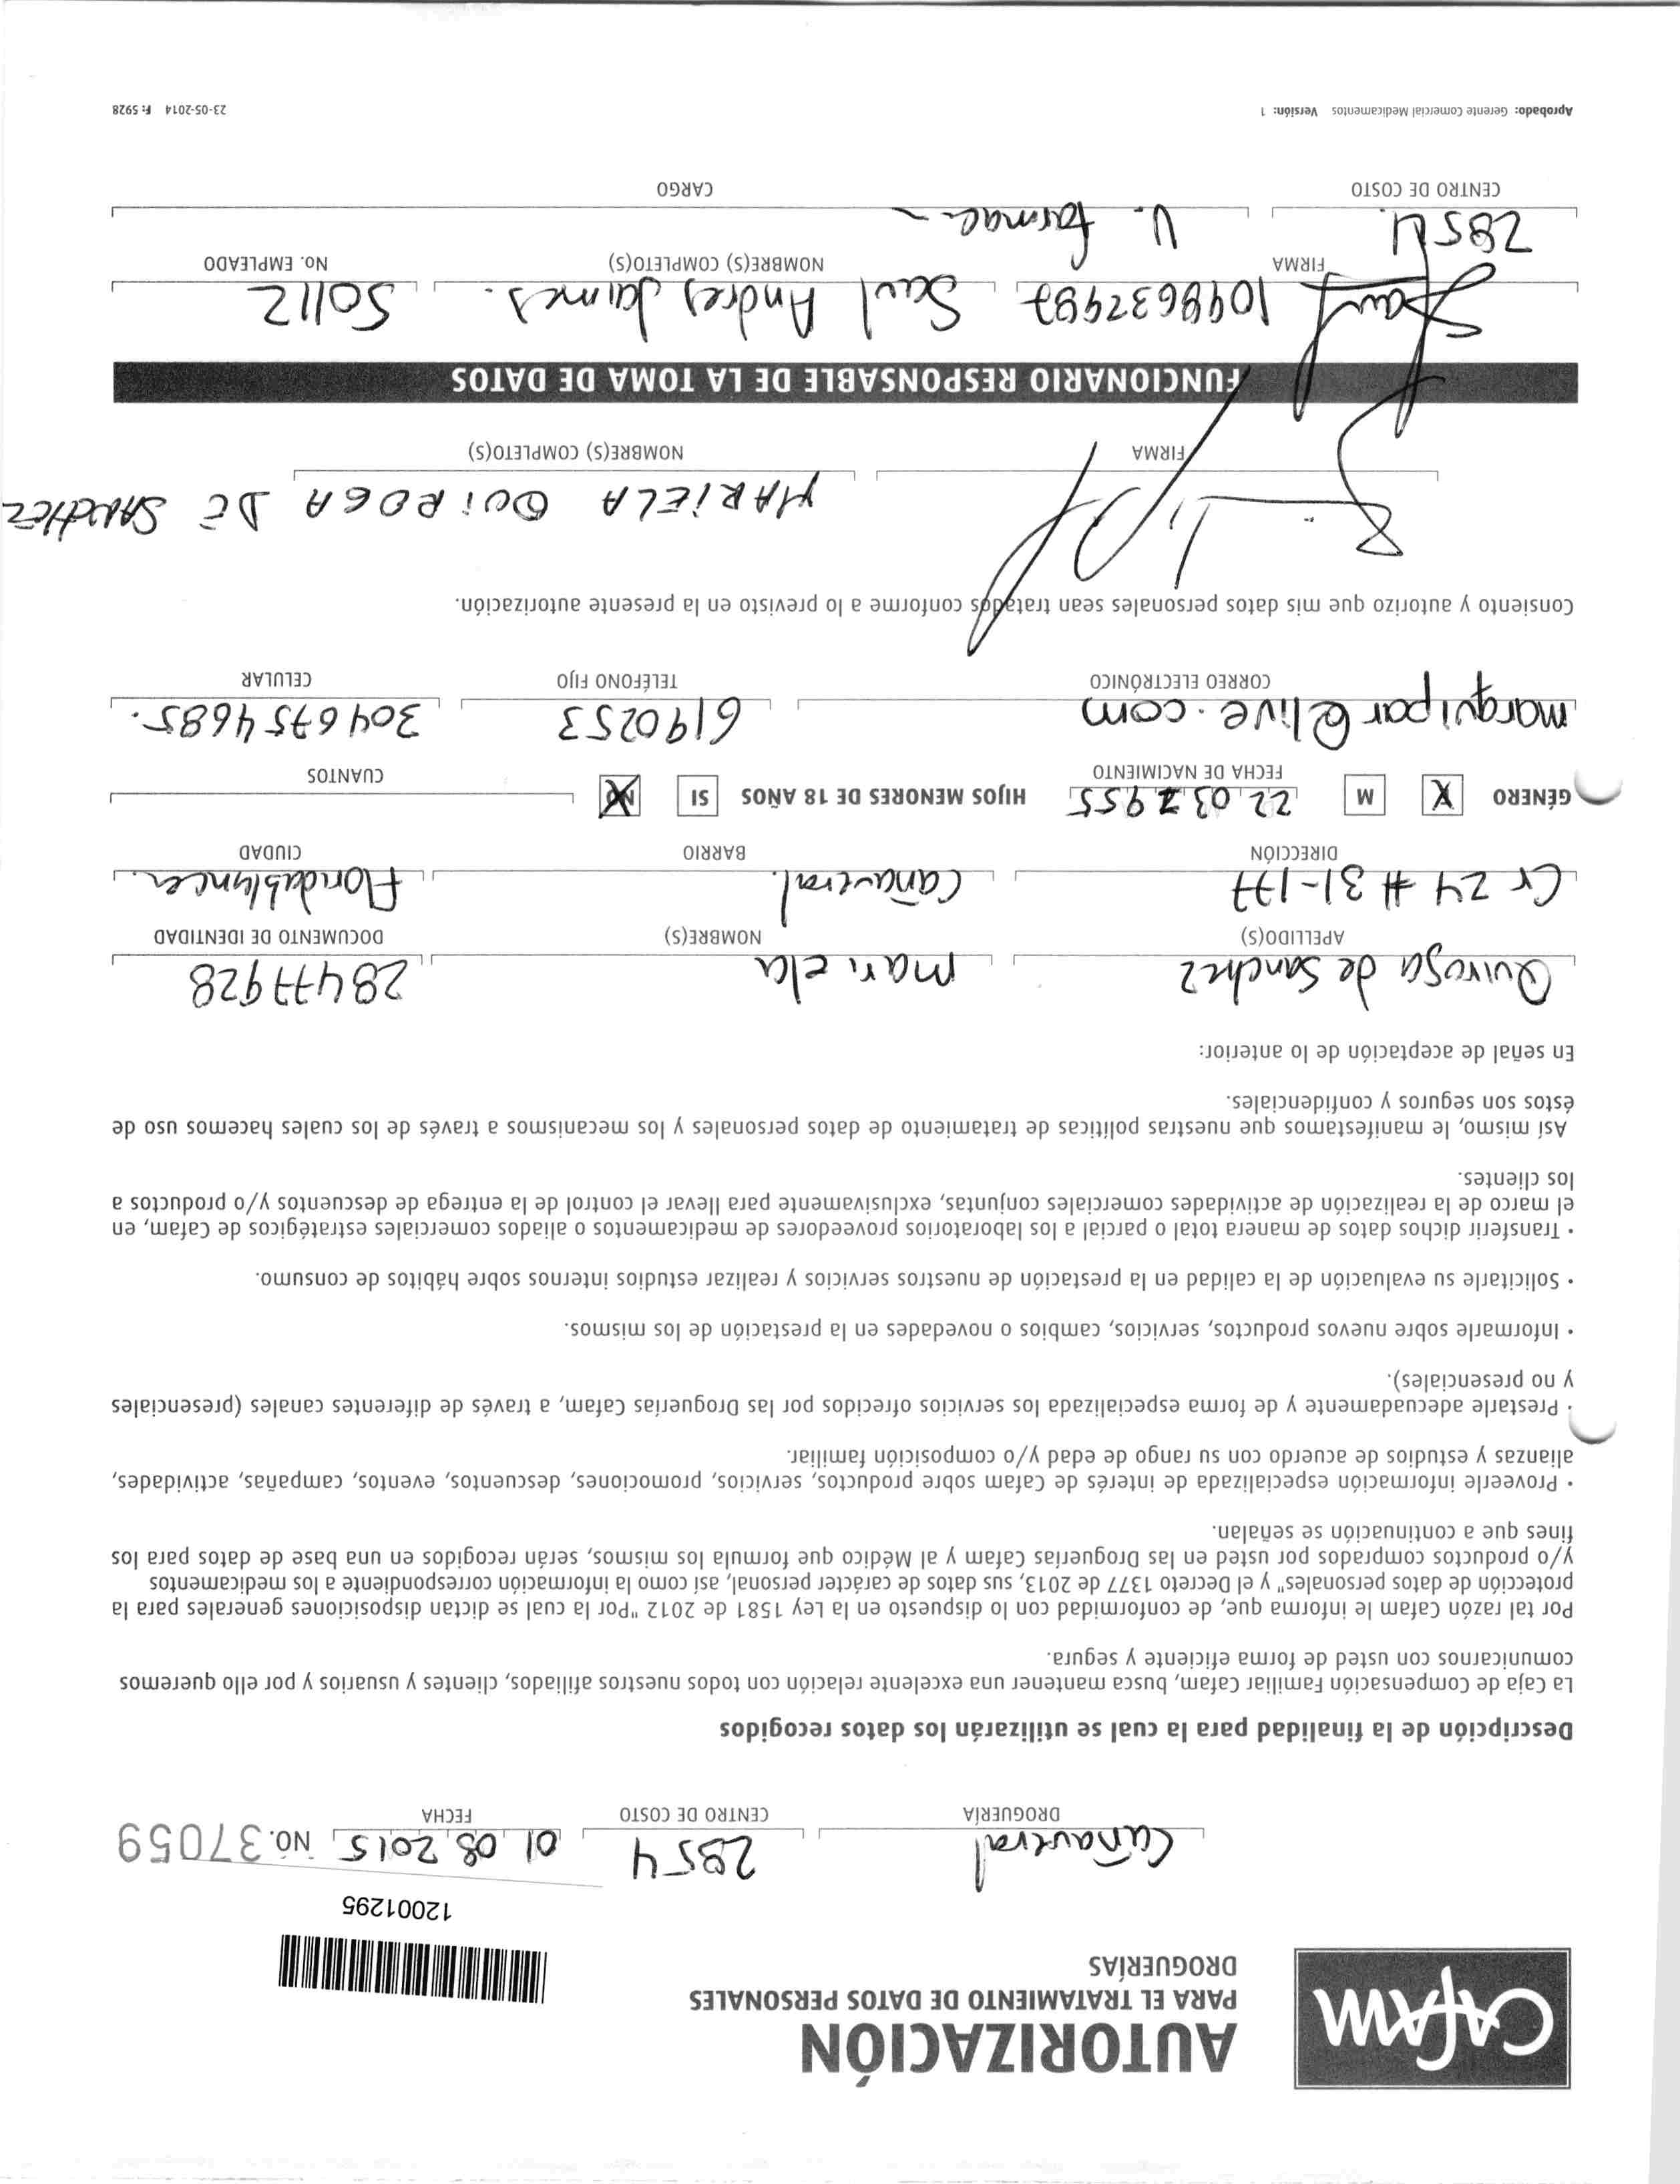 CAFAM
AUTORIZACIÓN
PARA EL TRATAMIENTO DE DATOS PERSONALES
DROGUERÍAS
12001295
Cañaveral 2854 01 08 2015 NO. 37059
DROGUERÍA CENTRO DE COSTO FECHA
Descripción de la finalidad para la cual se utilizarán los datos recogidos
La Caja de Compensación Familiar Cafam, busca mantener una excelente relación con todos nuestros afiliados, clientes y usuarios y por ello queremos
comunicarnos con usted de forma eficiente y segura.
Por tal razón Cafam le informa que, de conformidad con lo dispuesto en la Ley 1581 de 2012 "Por la cual se dictan disposiciones generales para la
protección de datos personales" y el Decreto 1377 de 2013, sus datos de carácter personal, así como la información correspondiente a los medicamentos
y/o productos comprados por usted en las Droguerías Cafam y al Médico que formula los mismos, serán recogidos en una base de datos para los
fines que a continuación se señalan.
• Proveerle información especializada de interés de Cafam sobre productos, servicios, promociones, descuentos, eventos, campañas, actividades,
alianzas y estudios de acuerdo con su rango de edad y/o composición familiar.
• Prestarle adecuadamente y de forma especializada los servicios ofrecidos por las Droguerías Cafam, a través de diferentes canales (presenciales
y no presenciales).
• Informarle sobre nuevos productos, servicios, cambios o novedades en la prestación de los mismos.
• Solicitarle su evaluación de la calidad en la prestación de nuestros servicios y realizar estudios internos sobre hábitos de consumo.
• Transferir dichos datos de manera total o parcial a los laboratorios proveedores de medicamentos o aliados comerciales estratégicos de Cafam, en
el marco de la realización de actividades comerciales conjuntas, exclusivamente para llevar el control de la entrega de descuentos y/o productos a
los clientes.
Así mismo, le manifestamos que nuestras políticas de tratamiento de datos personales y los mecanismos a través de los cuales hacemos uso de
éstos son seguros y confidenciales.
En señal de aceptación de lo anterior:
Quiroga de Sanchez mariela 28477928
APELLIDO(S) NOMBRE(S) DOCUMENTO DE IDENTIDAD
Cr 24 # 31-177 Cañaveral. Floridablanca.
DIRECCIÓN BARRIO CIUDAD
GÉNERO X M 22 03 1955 HIJOS MENORES DE 18 AÑOS SI NO X
FECHA DE NACIMIENTO CUANTOS
marquipar@live.com 6190253 3046754685.
CORREO ELECTRÓNICO TELÉFONO FIJO CELULAR
Consiento y autorizo que mis datos personales sean tratados conforme a lo previsto en la presente autorización.
MARIELA QUIROGA DE SANCHEZ
FIRMA NOMBRE(S) COMPLETO(S)
FUNCIONARIO RESPONSABLE DE LA TOMA DE DATOS
1098632987 Saul Andres Jaimes. 50112
FIRMA NOMBRE(S) COMPLETO(S) No. EMPLEADO
2854. V. farmac
CENTRO DE COSTO CARGO
Aprobado: Gerente Comercial Medicamentos Versión: 1 23-05-2014 F: 5928